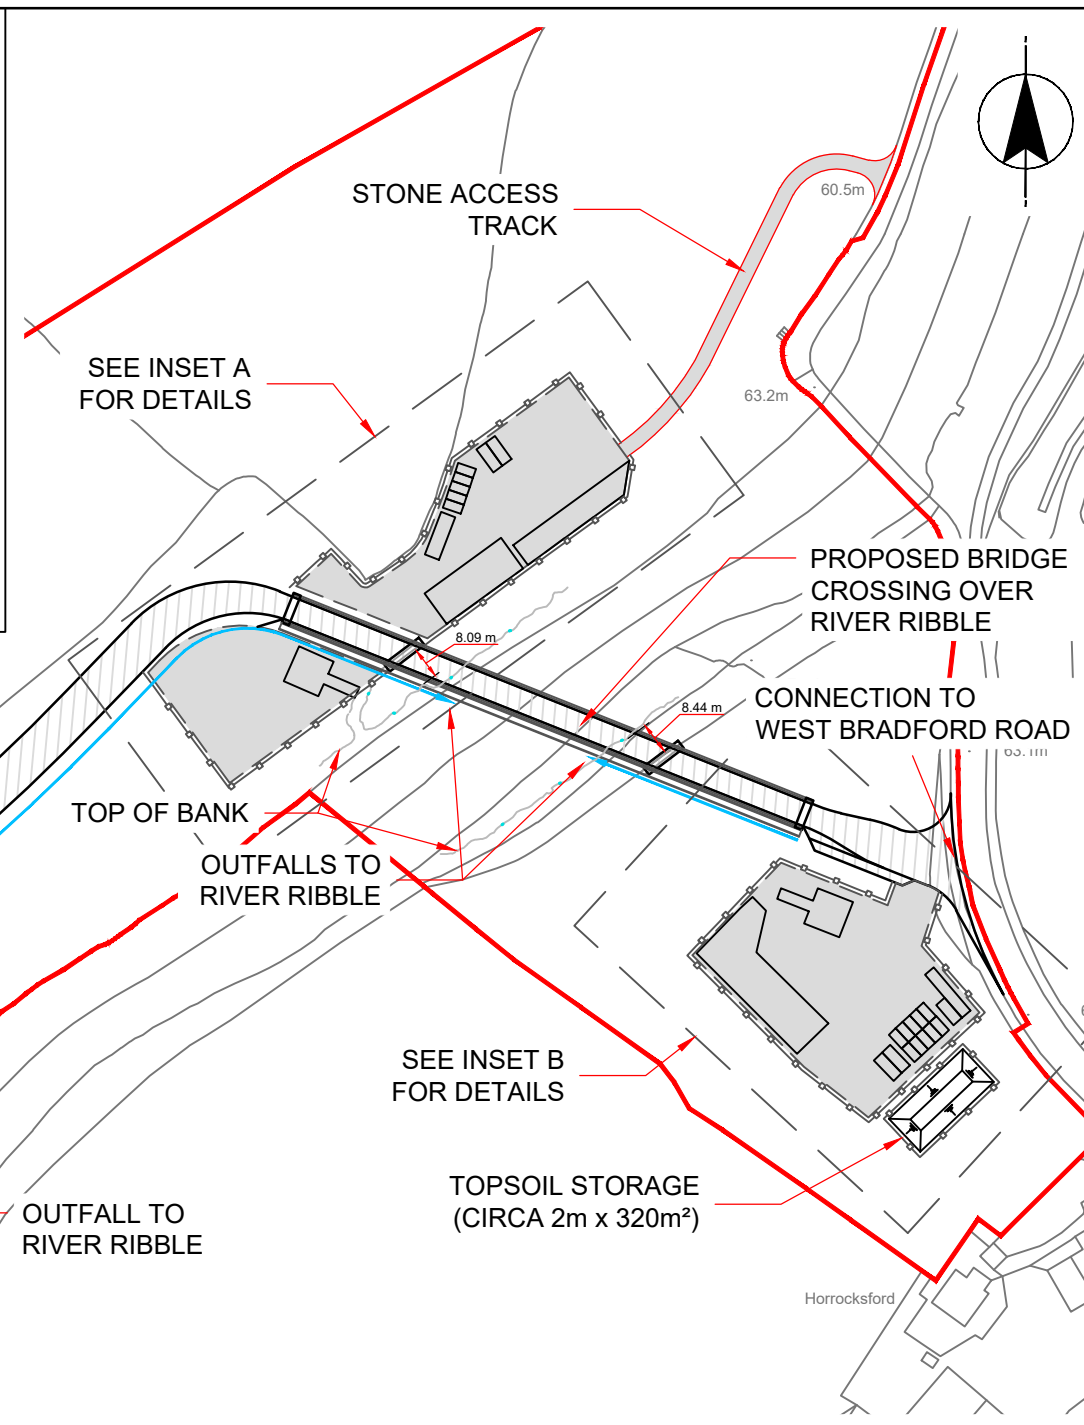 STONE ACCESS
TRACK
60.5m
SEE INSET A
FOR DETAILS
63.2m
PROPOSED BRIDGE
CROSSING OVER
RIVER RIBBLE
8.09 m
8.44 m
CONNECTION TO
WEST BRADFORD ROAD
63.1m
TOP OF BANK
OUTFALLS TO
RIVER RIBBLE
SEE INSET B
FOR DETAILS
TOPSOIL STORAGE
(CIRCA 2m x 320m²)
OUTFALL TO
RIVER RIBBLE
Horrocksford